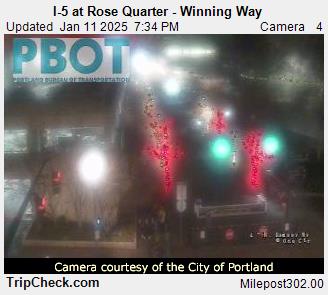 I-5 at Rose Quarter - Winning Way
Updated Jan 11 2025 7:34 PM Camera 4
PBOT
PORTLAND BUREAU OF TRANSPORTATION
Camera courtesy of the City of Portland
TripCheck.com Milepost302.00